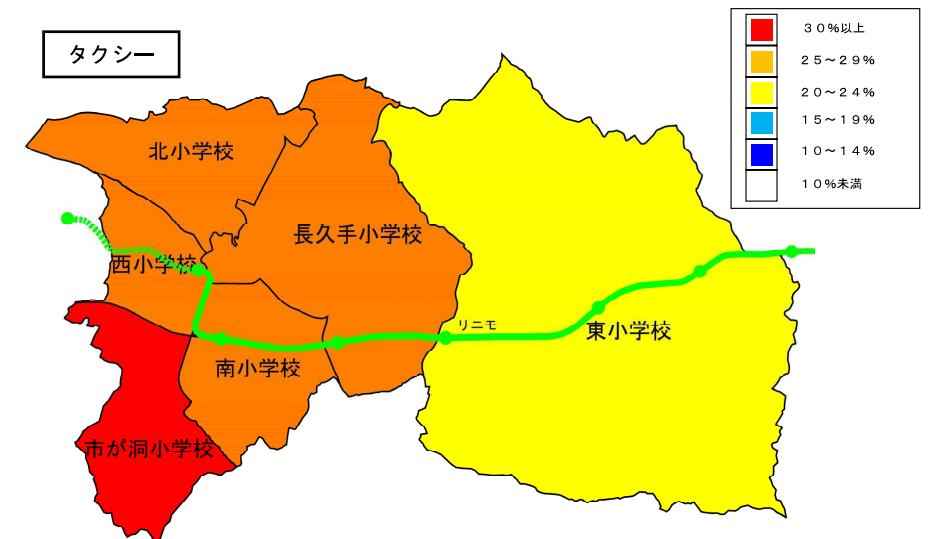 タクシー
３０％以上
２５～２９％
２０～２４％
１５～１９％
１０～１４％
１０％未満
北小学校
長久手小学校
西小学校
リニモ
東小学校
南小学校
市が洞小学校